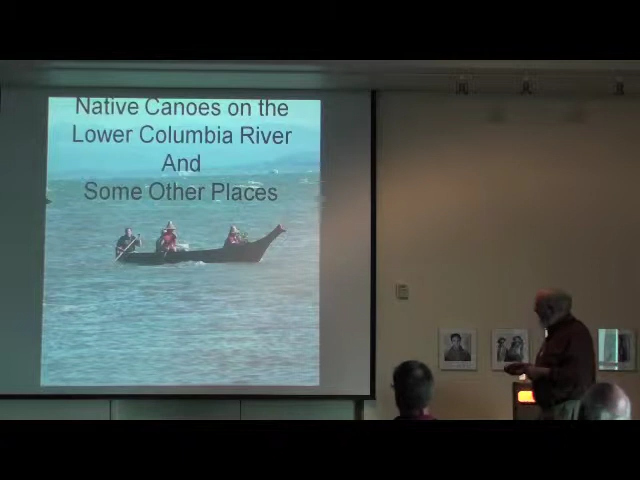 Native Canoes on the
Lower Columbia River
And
Some Other Places